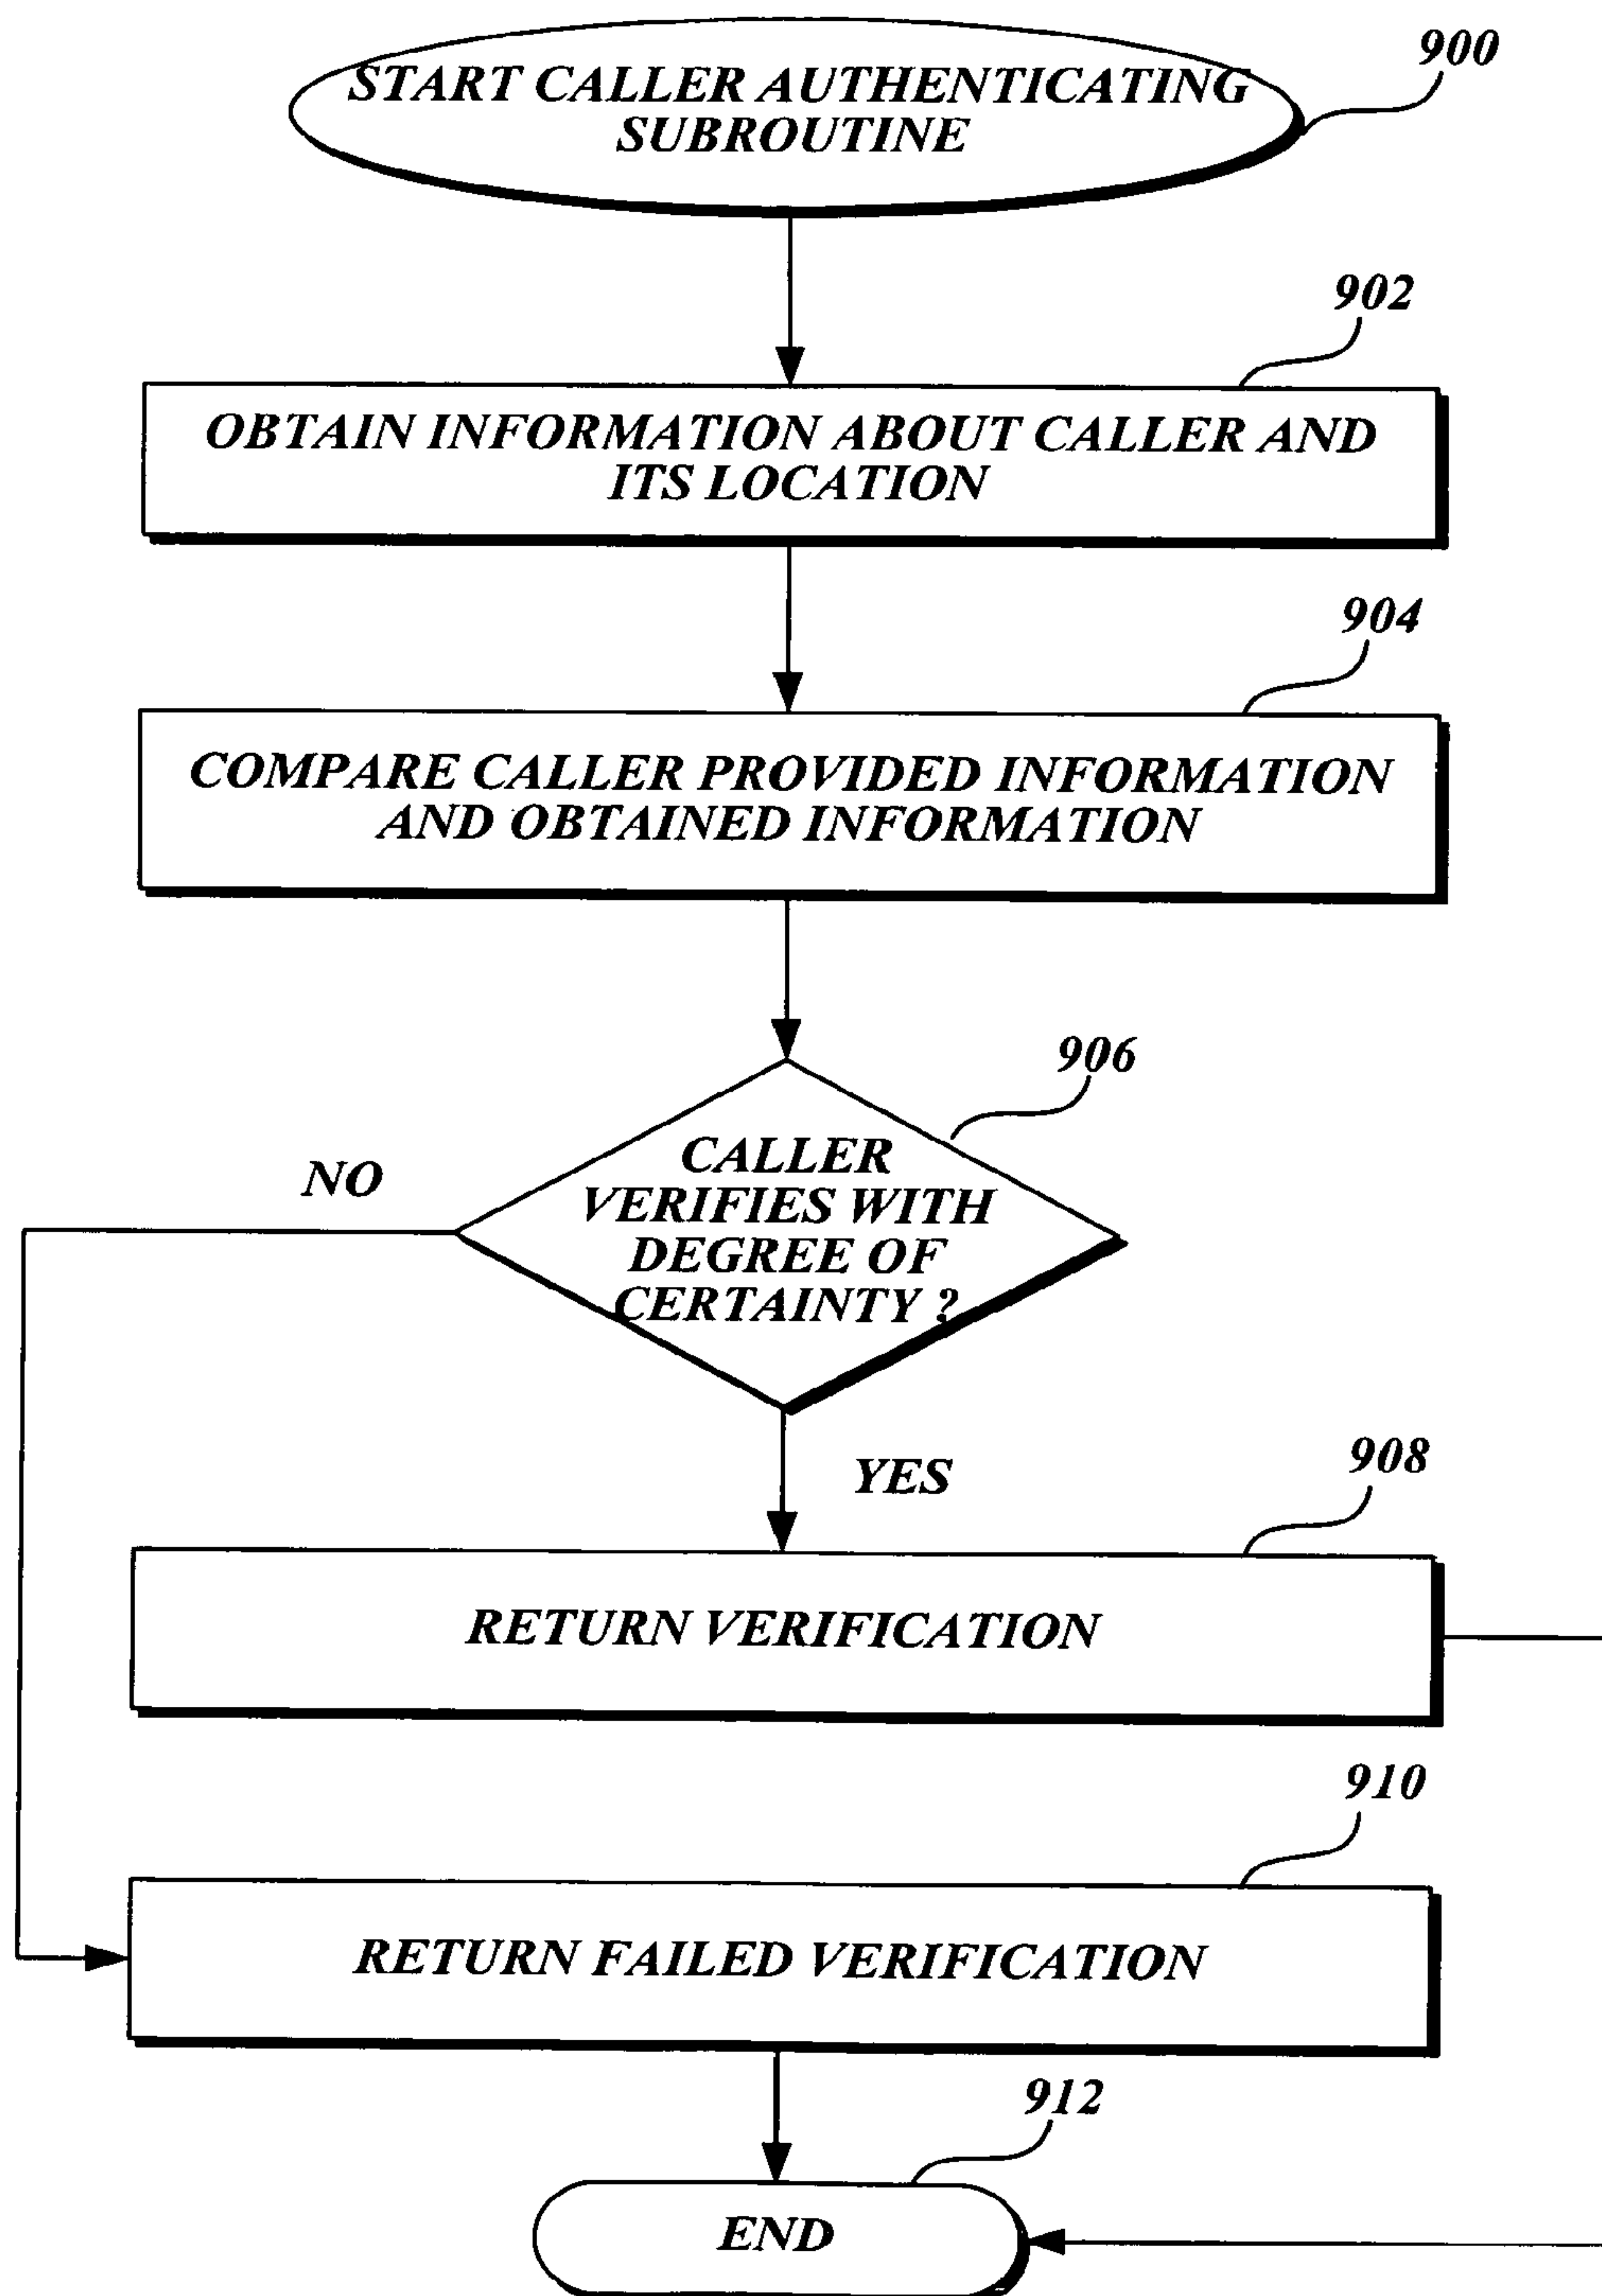 900
START CALLER AUTHENTICATING
SUBROUTINE
902
OBTAIN INFORMATION ABOUT CALLER AND
ITS LOCATION
904
COMPARE CALLER PROVIDED INFORMATION
AND OBTAINED INFORMATION
906
CALLER
VERIFIES WITH
DEGREE OF
CERTAINTY ?
NO
YES
908
RETURN VERIFICATION
910
RETURN FAILED VERIFICATION
912
END